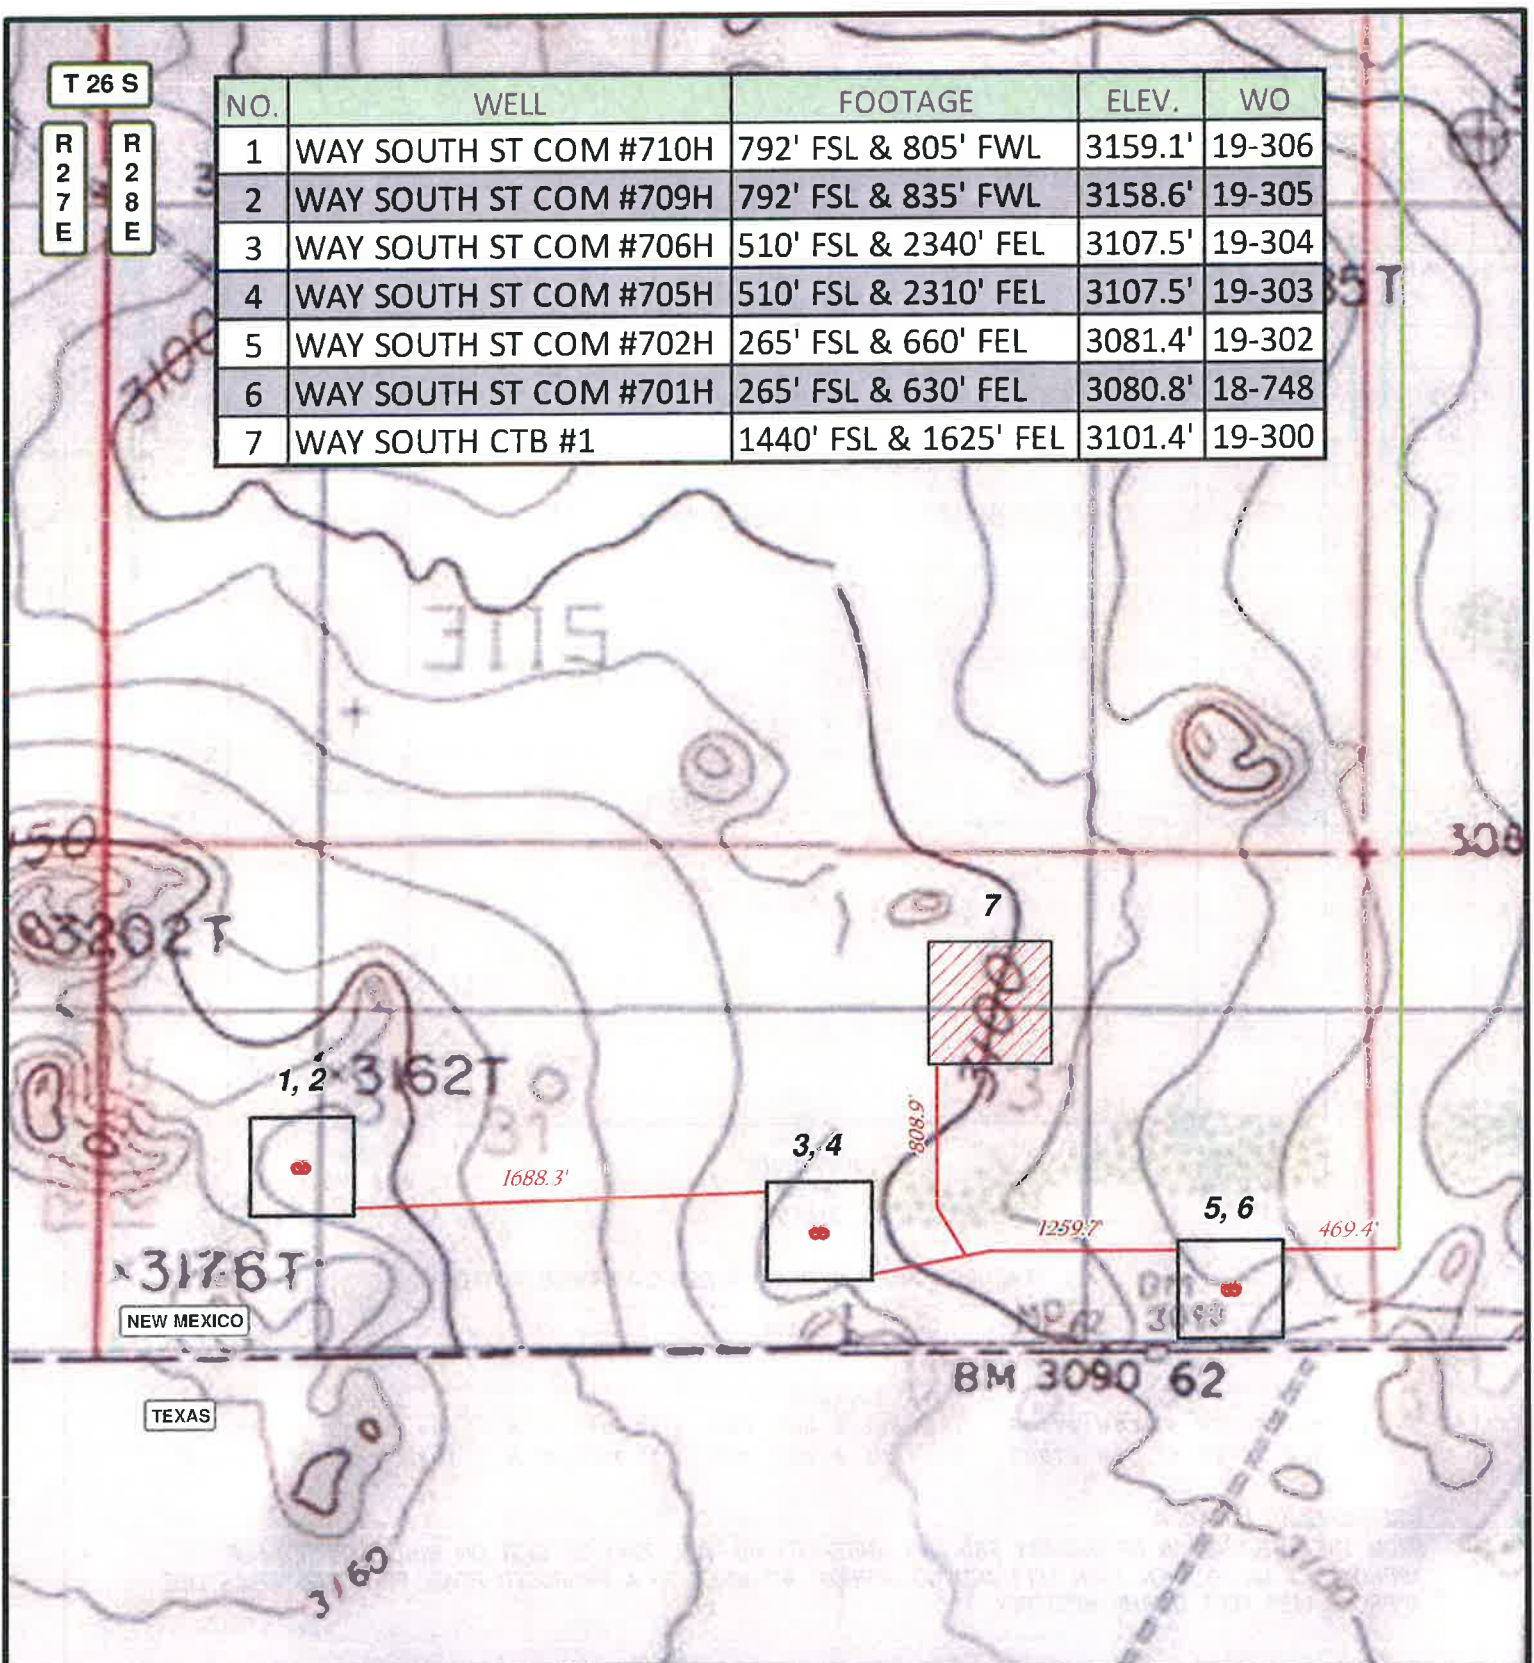 T 26 S
R 27 E
R 28 E
NO. WELL FOOTAGE ELEV. WO
1 WAY SOUTH ST COM #710H 792' FSL & 805' FWL 3159.1' 19-306
2 WAY SOUTH ST COM #709H 792' FSL & 835' FWL 3158.6' 19-305
3 WAY SOUTH ST COM #706H 510' FSL & 2340' FEL 3107.5' 19-304
4 WAY SOUTH ST COM #705H 510' FSL & 2310' FEL 3107.5' 19-303
5 WAY SOUTH ST COM #702H 265' FSL & 660' FEL 3081.4' 19-302
6 WAY SOUTH ST COM #701H 265' FSL & 630' FEL 3080.8' 18-748
7 WAY SOUTH CTB #1 1440' FSL & 1625' FEL 3101.4' 19-300
3100
3115
3202T
7
3100
1, 2
3162T
31
808.9'
3, 4
1688.3'
5, 6
1259.7'
469.4'
3176T
NEW MEXICO
BM 3090 62
TEXAS
3160
3100